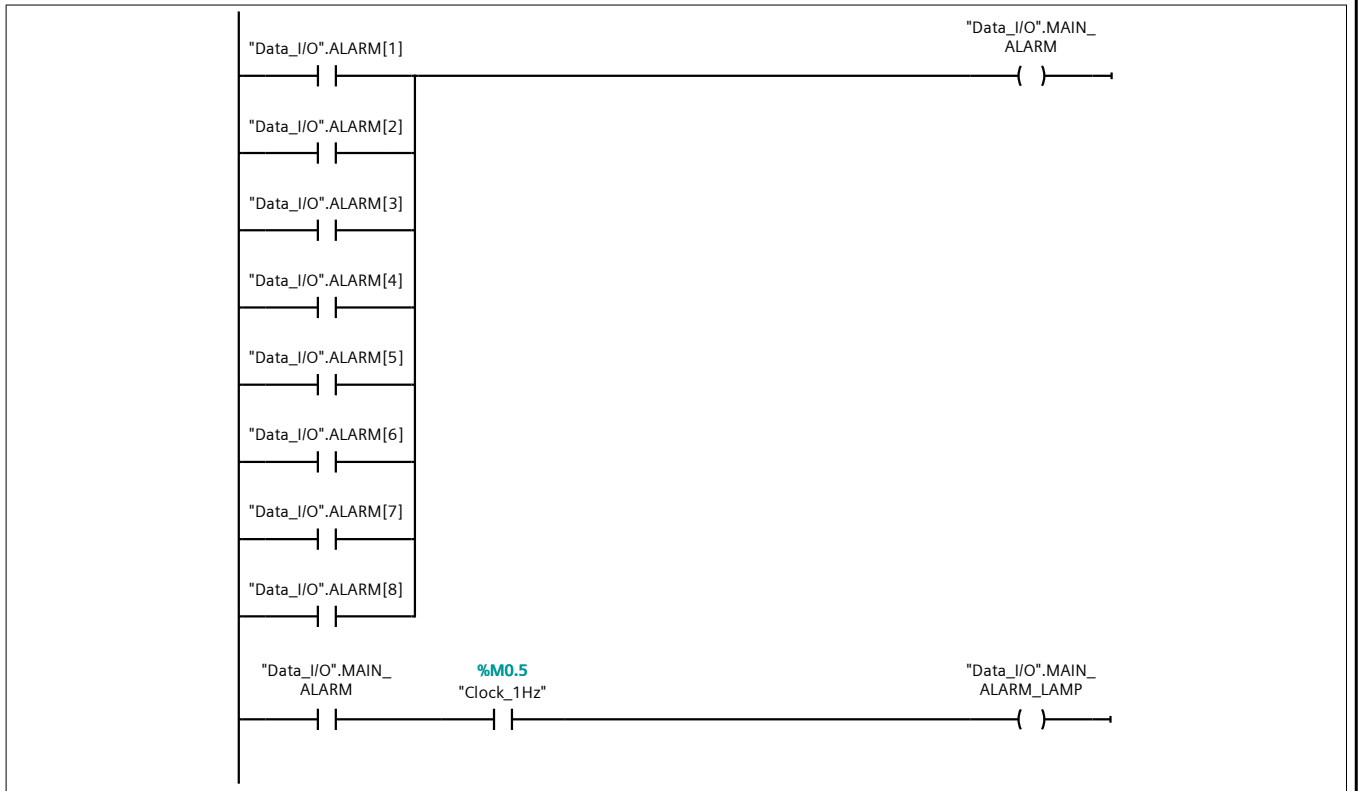 "Data_I/O".MAIN_
ALARM
"Data_I/O".ALARM[1]
"Data_I/O".ALARM[2]
"Data_I/O".ALARM[3]
"Data_I/O".ALARM[4]
"Data_I/O".ALARM[5]
"Data_I/O".ALARM[6]
"Data_I/O".ALARM[7]
"Data_I/O".ALARM[8]
"Data_I/O".MAIN_
ALARM
%M0.5
"Clock_1Hz"
"Data_I/O".MAIN_
ALARM_LAMP